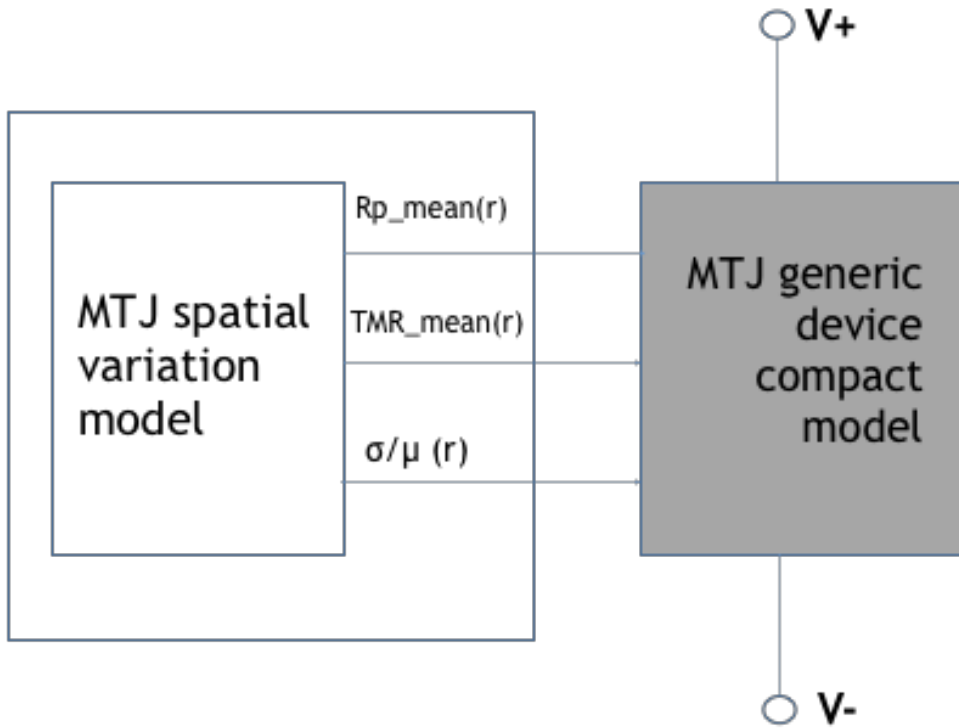 V+
Rp_mean(r)
MTJ spatial
variation
model
TMR_mean(r)
σ/μ (r)
MTJ generic
device
compact
model
V-